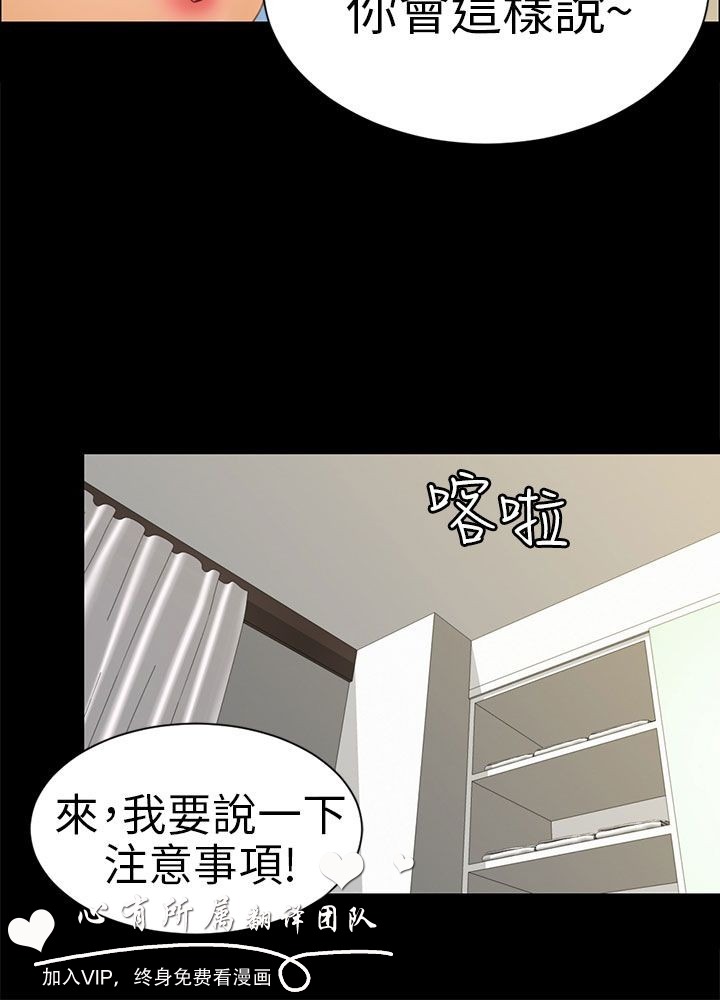 你會這樣說~
喀啦
來，我要說一下
注意事項!
心有所属翻译团队
加入VIP，终身免费看漫画